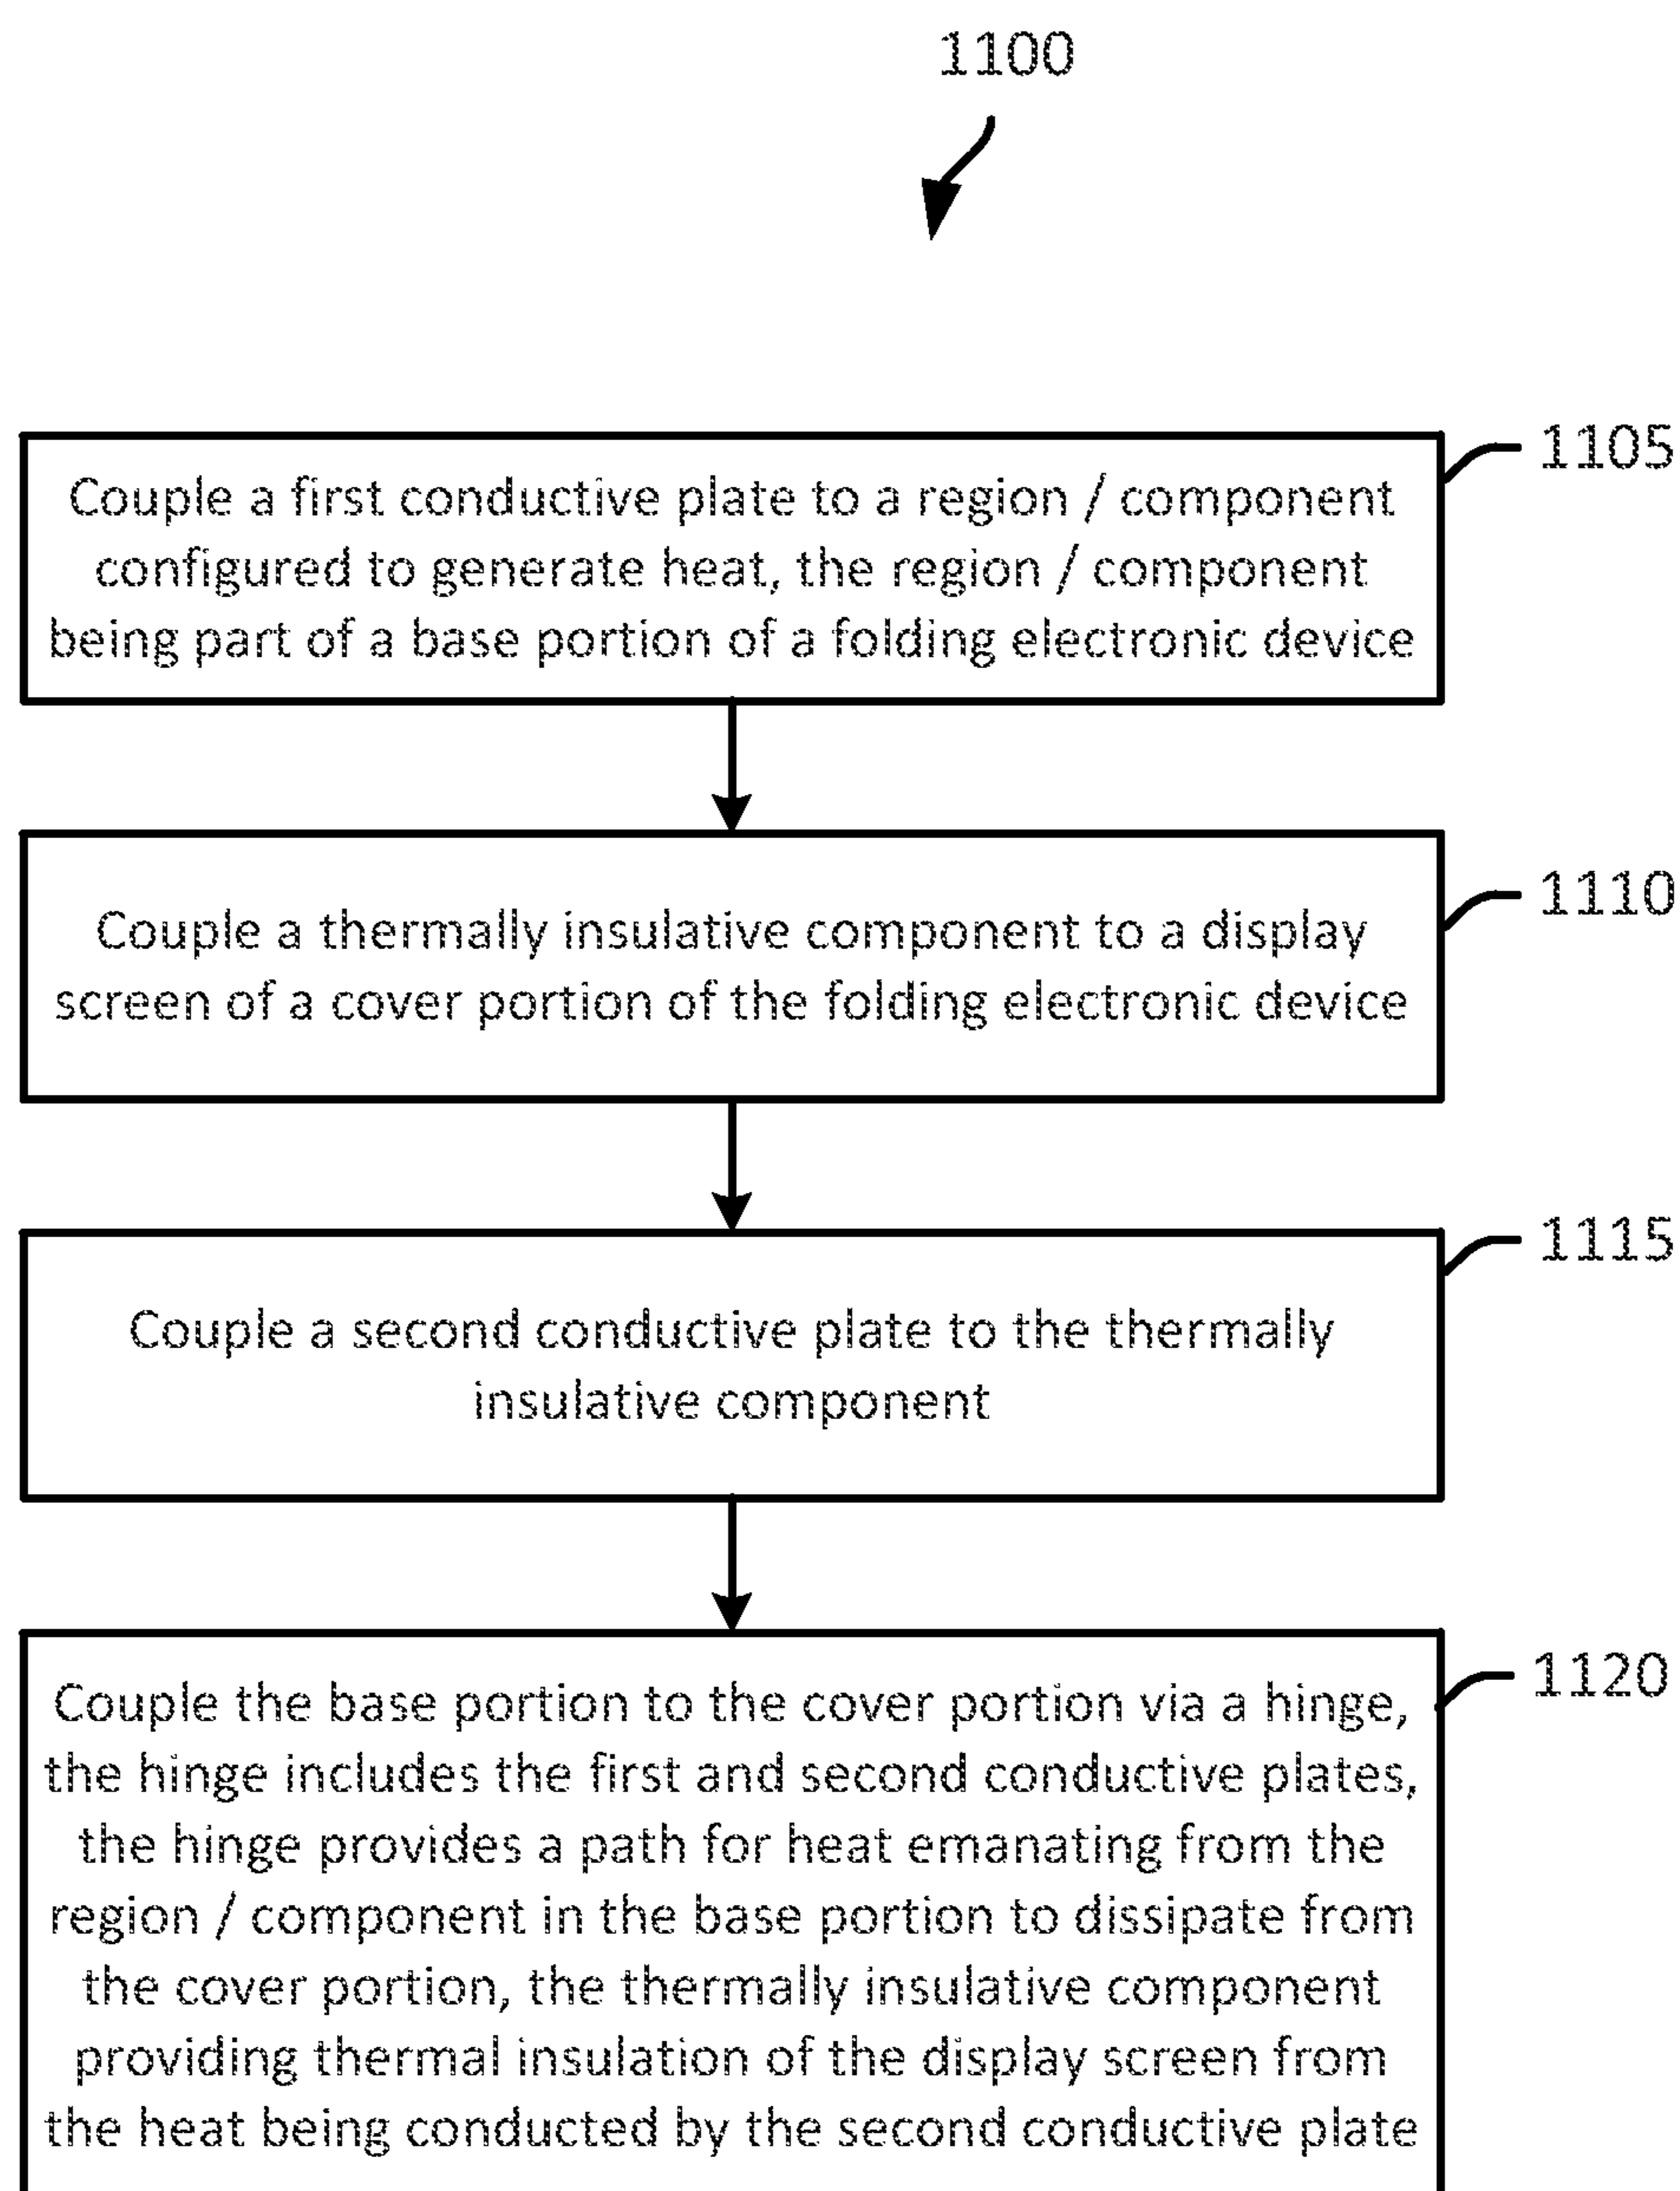 1100
Couple a first conductive plate to a region / component
configured to generate heat, the region / component
being part of a base portion of a folding electronic device
1105
Couple a thermally insulative component to a display
screen of a cover portion of the folding electronic device
1110
Couple a second conductive plate to the thermally
insulative component
1115
Couple the base portion to the cover portion via a hinge,
the hinge includes the first and second conductive plates,
the hinge provides a path for heat emanating from the
region / component in the base portion to dissipate from
the cover portion, the thermally insulative component
providing thermal insulation of the display screen from
the heat being conducted by the second conductive plate
1120